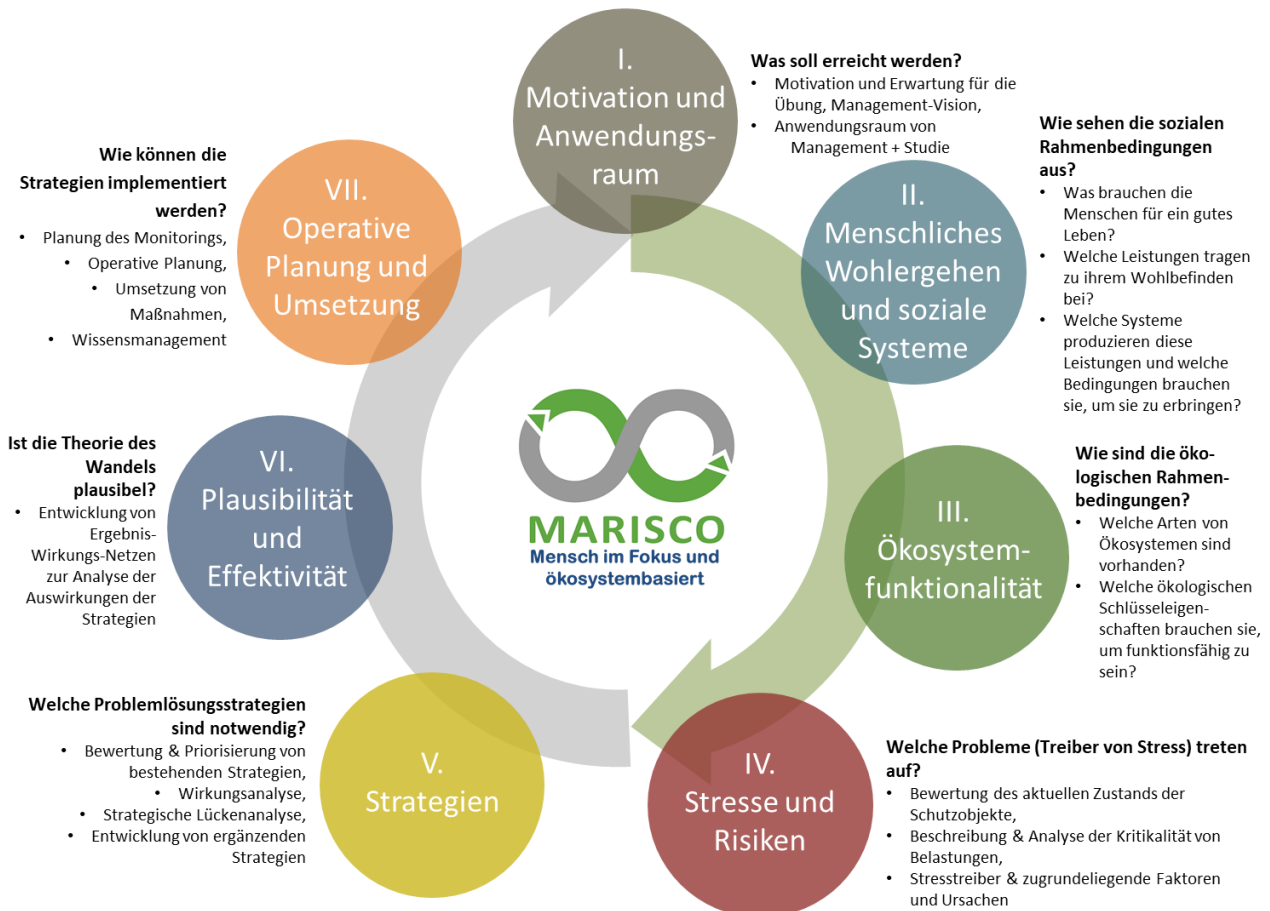 I.
Motivation und
Anwendungs-
raum
Was soll erreicht werden?
• Motivation und Erwartung für die
Übung, Management-Vision,
• Anwendungsraum von
Management + Studie
II.
Menschliches
Wohlergehen
und soziale
Systeme
Wie sehen die sozialen
Rahmenbedingungen
aus?
• Was brauchen die
Menschen für ein gutes
Leben?
• Welche Leistungen tragen
zu ihrem Wohlbefinden
bei?
• Welche Systeme
produzieren diese
Leistungen und welche
Bedingungen brauchen
sie, um sie zu erbringen?
III.
Ökosystem-
funktionalität
Wie sind die öko-
logischen Rahmen-
bedingungen?
• Welche Arten von
Ökosystemen sind
vorhanden?
• Welche ökologischen
Schlüsseleigen-
schaften brauchen sie,
um funktionsfähig zu
sein?
IV.
Stresse und
Risiken
Welche Probleme (Treiber von Stress) treten
auf?
• Bewertung des aktuellen Zustands der
Schutzobjekte,
• Beschreibung & Analyse der Kritikalität von
Belastungen,
• Stresstreiber & zugrundeliegende Faktoren
und Ursachen
V.
Strategien
Welche Problemlösungsstrategien
sind notwendig?
• Bewertung & Priorisierung von
bestehenden Strategien,
• Wirkungsanalyse,
• Strategische Lückenanalyse,
• Entwicklung von ergänzenden
Strategien
VI.
Plausibilität
und
Effektivität
Ist die Theorie des
Wandels
plausibel?
• Entwicklung von
Ergebnis-
Wirkungs-Netzen
zur Analyse der
Auswirkungen der
Strategien
VII.
Operative
Planung und
Umsetzung
Wie können die
Strategien implementiert
werden?
• Planung des Monitorings,
• Operative Planung,
• Umsetzung von
Maßnahmen,
• Wissensmanagement
MARISCO
Mensch im Fokus und
ökosystembasiert